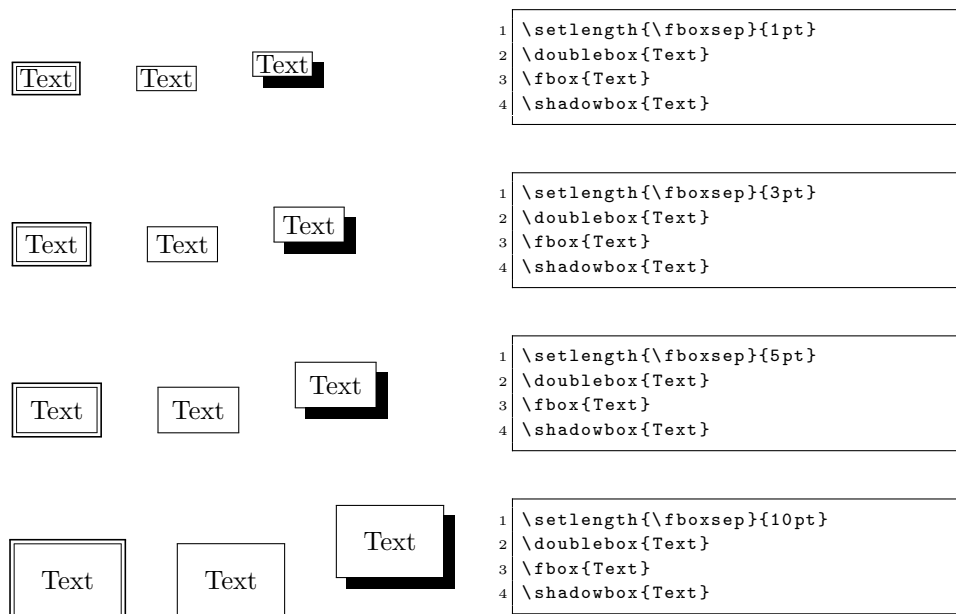 Text Text Text
1 \setlength{\fboxsep}{1pt}
2 \doublebox{Text}
3 \fbox{Text}
4 \shadowbox{Text}
Text Text Text
1 \setlength{\fboxsep}{3pt}
2 \doublebox{Text}
3 \fbox{Text}
4 \shadowbox{Text}
Text Text Text
1 \setlength{\fboxsep}{5pt}
2 \doublebox{Text}
3 \fbox{Text}
4 \shadowbox{Text}
Text Text Text
1 \setlength{\fboxsep}{10pt}
2 \doublebox{Text}
3 \fbox{Text}
4 \shadowbox{Text}